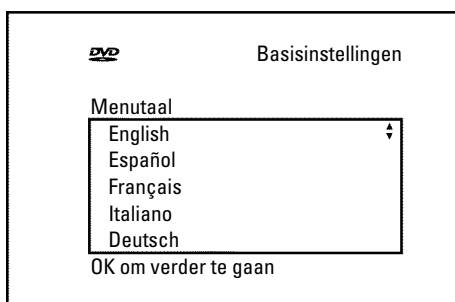 DVD Basisinstellingen
Menutaal
English
Español
Français
Italiano
Deutsch
OK om verder te gaan